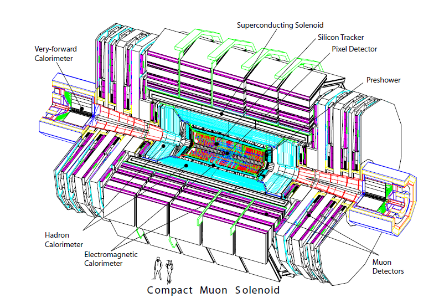 Superconducting Solenoid
Silicon Tracker
Pixel Detector
Very-forward
Calorimeter
Preshower
Hadron
Calorimeter
Electromagnetic
Calorimeter
Muon
Detectors
Compact Muon Solenoid